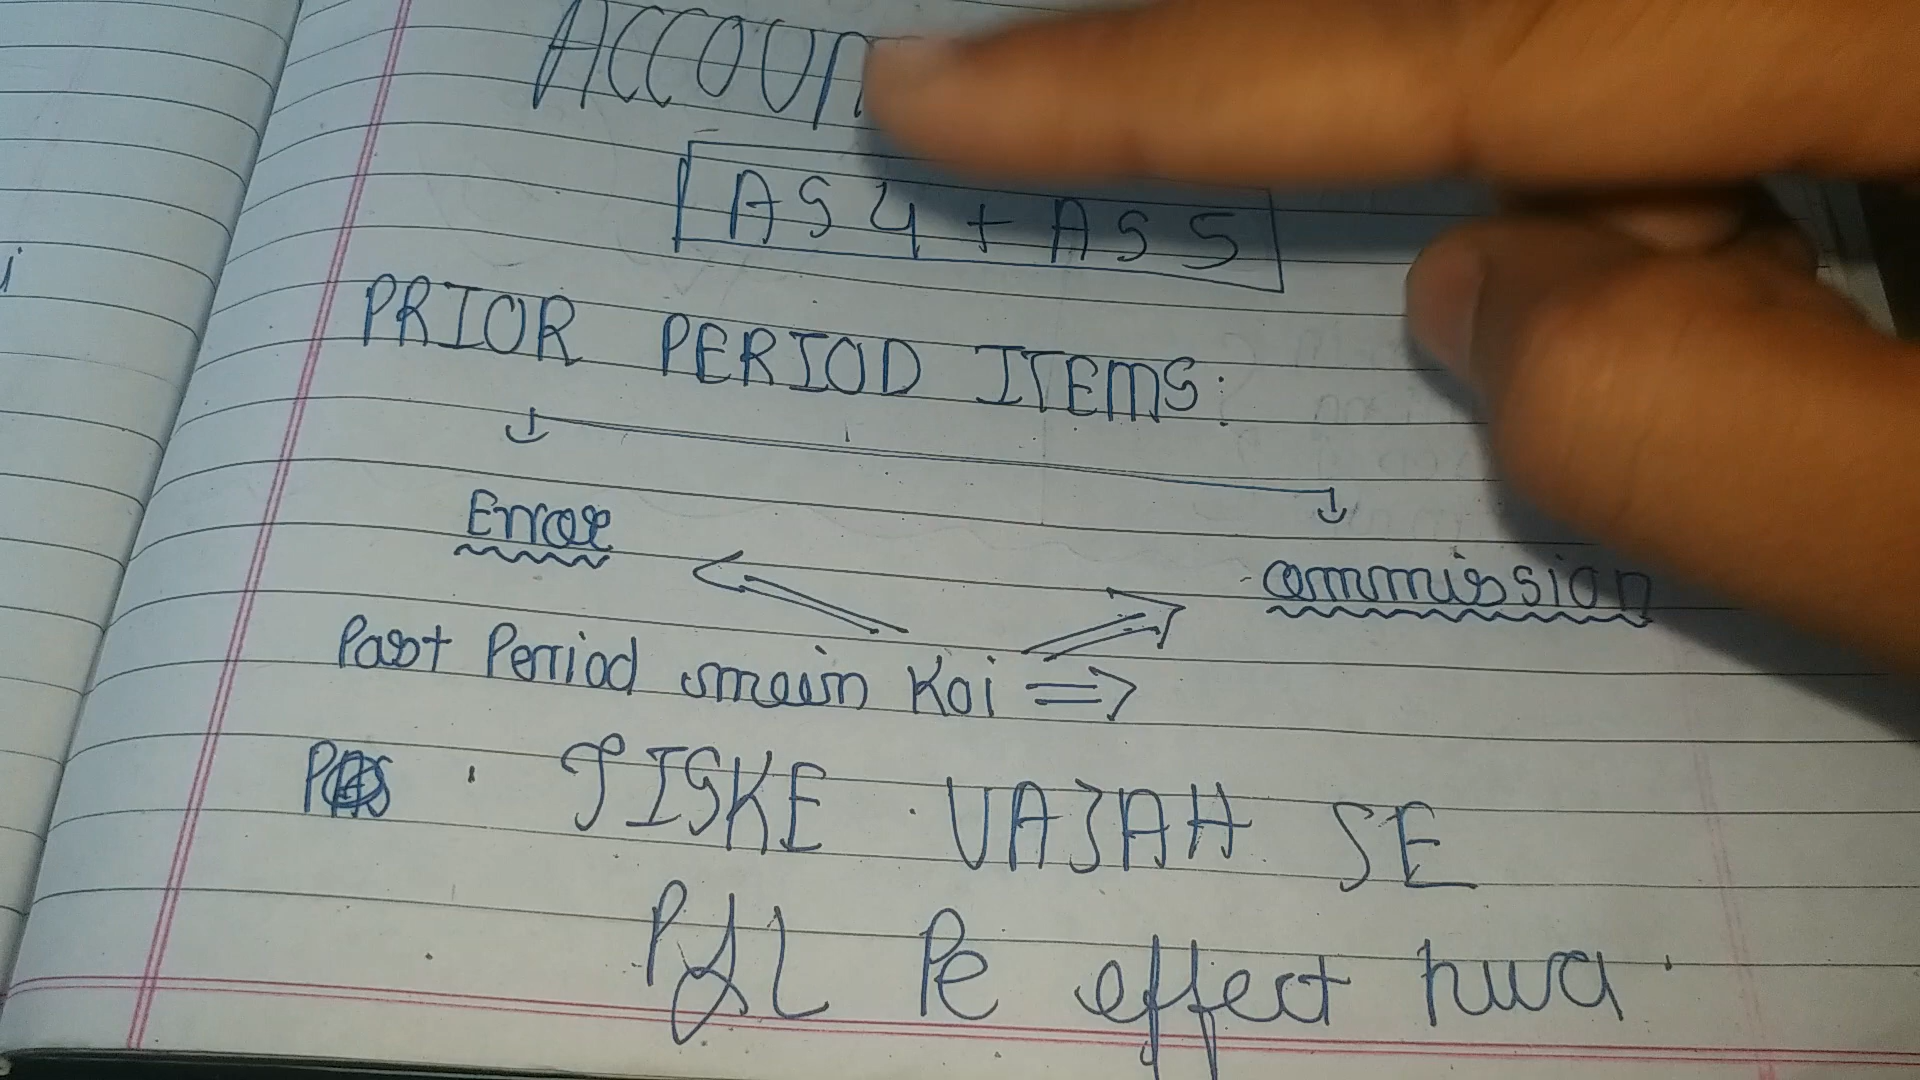 ACCOUN
AS 4 + AS 5
PRIOR PERIOD ITEMS:
Error commission
Past Period main Koi ⇒
JISKE VAJAH SE
P&L Pe effect hua